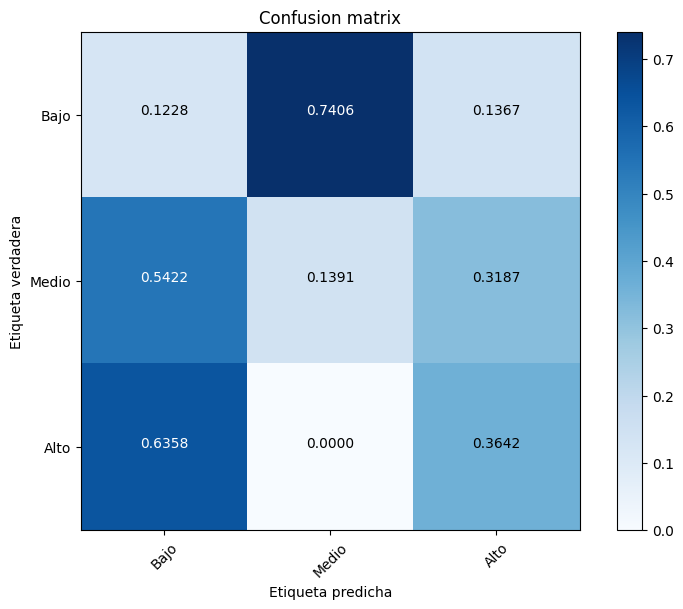 Confusion matrix
Bajo
0.1228
0.7406
0.1367
Medio
0.5422
0.1391
0.3187
Alto
0.6358
0.0000
0.3642
Etiqueta verdadera
Bajo
Medio
Alto
Etiqueta predicha
0.7
0.6
0.5
0.4
0.3
0.2
0.1
0.0